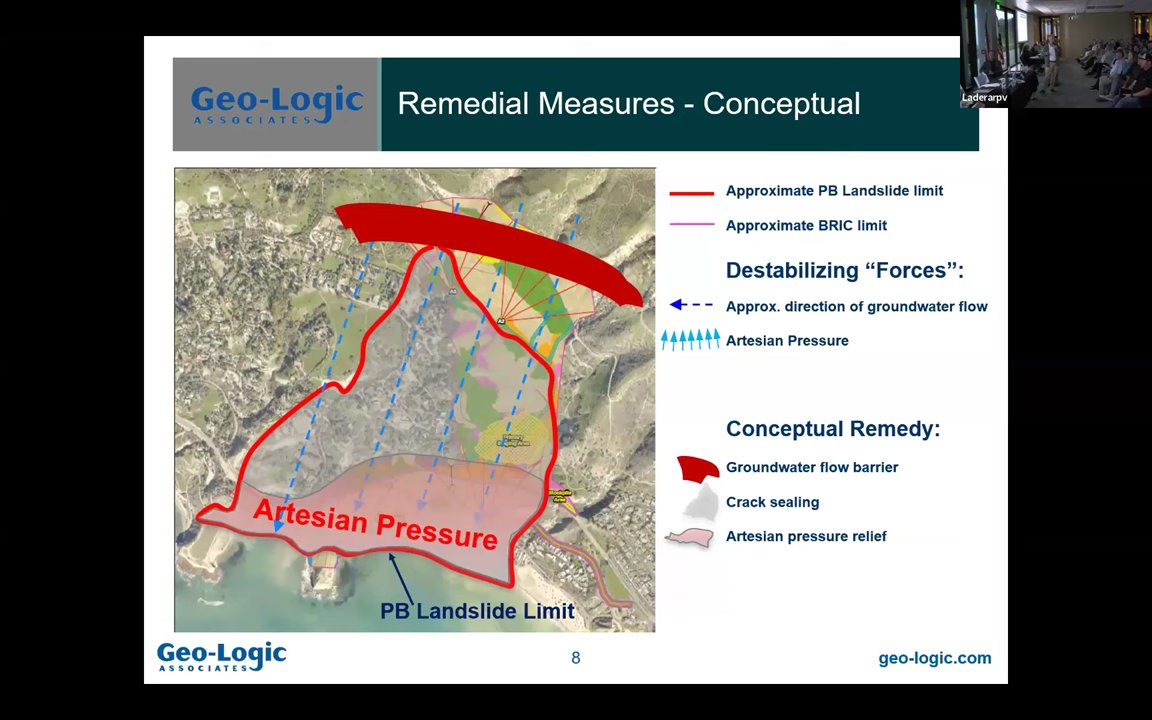 Laderarpv
Geo-Logic
ASSOCIATES
Remedial Measures - Conceptual
Approximate PB Landslide limit
Approximate BRIC limit
Destabilizing “Forces”:
Approx. direction of groundwater flow
Artesian Pressure
Conceptual Remedy:
Groundwater flow barrier
Crack sealing
Artesian pressure relief
Artesian Pressure
PB Landslide Limit
Geo-Logic
ASSOCIATES
8
geo-logic.com